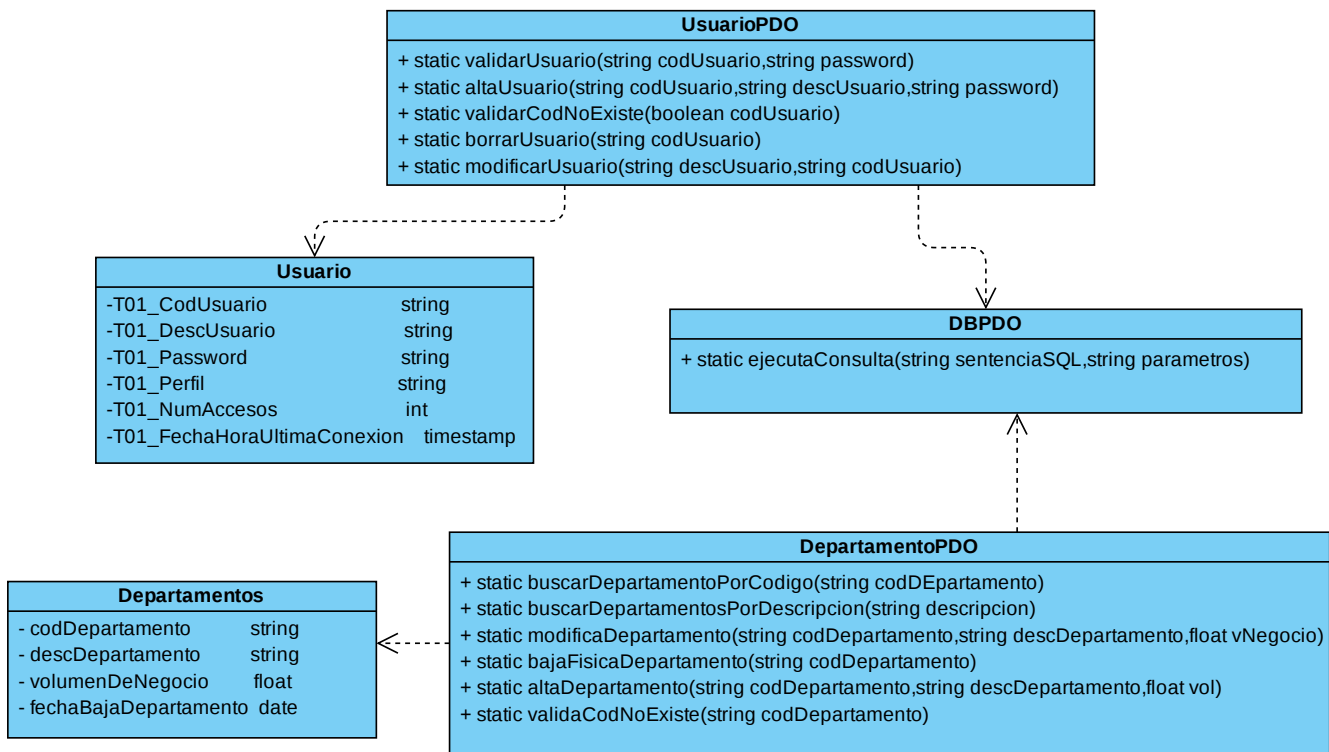 UsuarioPDO
+ static validarUsuario(string codUsuario,string password)
+ static altaUsuario(string codUsuario,string descUsuario,string password)
+ static validarCodNoExiste(boolean codUsuario)
+ static borrarUsuario(string codUsuario)
+ static modificarUsuario(string descUsuario,string codUsuario)
Usuario
-T01_CodUsuario string
-T01_DescUsuario string
-T01_Password string
-T01_Perfil string
-T01_NumAccesos int
-T01_FechaHoraUltimaConexion timestamp
DBPDO
+ static ejecutaConsulta(string sentenciaSQL,string parametros)
DepartamentoPDO
+ static buscarDepartamentoPorCodigo(string codDEpartamento)
+ static buscarDepartamentosPorDescripcion(string descripcion)
+ static modificaDepartamento(string codDepartamento,string descDepartamento,float vNegocio)
+ static bajaFisicaDepartamento(string codDepartamento)
+ static altaDepartamento(string codDepartamento,string descDepartamento,float vol)
+ static validaCodNoExiste(string codDepartamento)
Departamentos
- codDepartamento string
- descDepartamento string
- volumenDeNegocio float
- fechaBajaDepartamento date